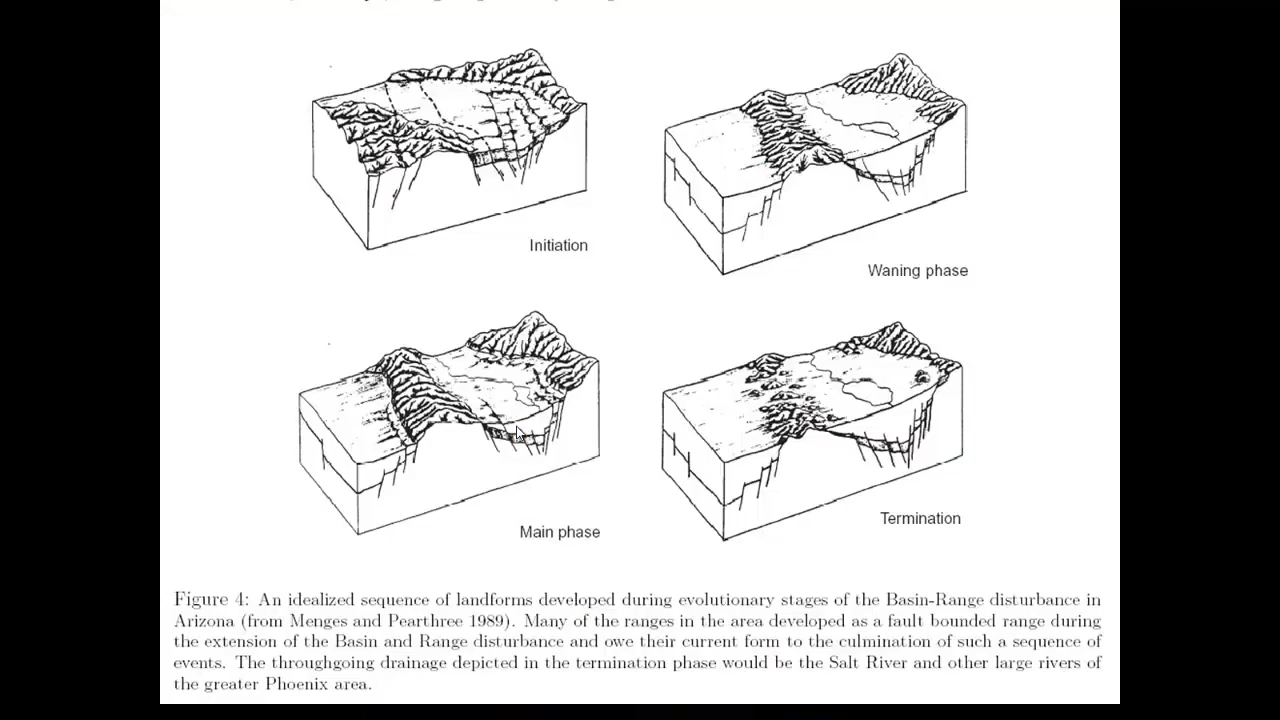 Initiation
Waning phase
Main phase
Termination
Figure 4: An idealized sequence of landforms developed during evolutionary stages of the Basin-Range disturbance in
Arizona (from Menges and Pearthree 1989). Many of the ranges in the area developed as a fault bounded range during
the extension of the Basin and Range disturbance and owe their current form to the culmination of such a sequence of
events. The throughgoing drainage depicted in the termination phase would be the Salt River and other large rivers of
the greater Phoenix area.